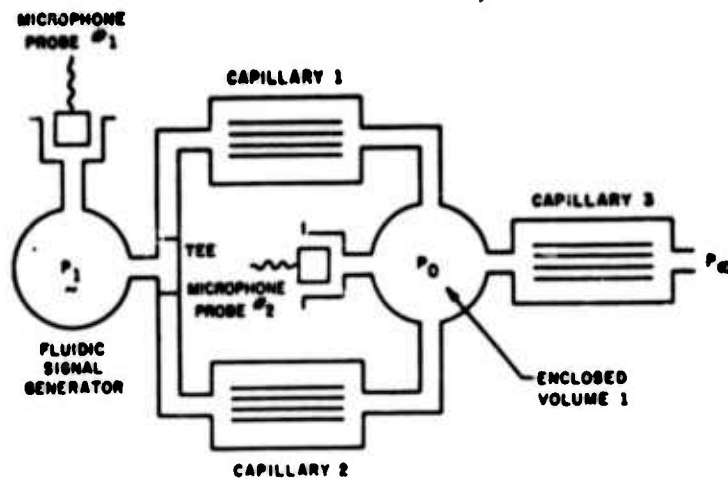 MICROPHONE
PROBE #1
CAPILLARY 1
CAPILLARY 3
TEE
P1
~
MICROPHONE
PROBE #2
P0
P∞
FLUIDIC
SIGNAL
GENERATOR
ENCLOSED
VOLUME 1
CAPILLARY 2